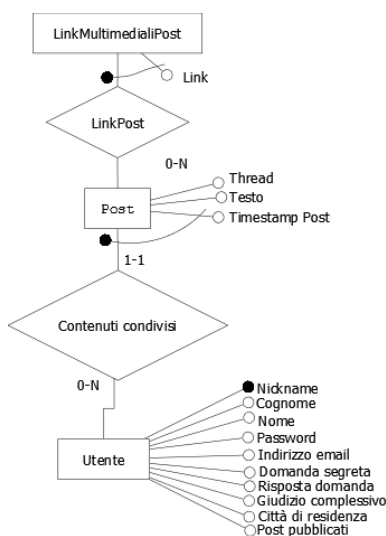 LinkMultimedialiPost
Link
LinkPost
0-N
Thread
Post
Testo
Timestamp Post
1-1
Contenuti condivisi
0-N
Nickname
Cognome
Nome
Password
Utente
Indirizzo email
Domanda segreta
Risposta domanda
Giudizio complessivo
Città di residenza
Post pubblicati